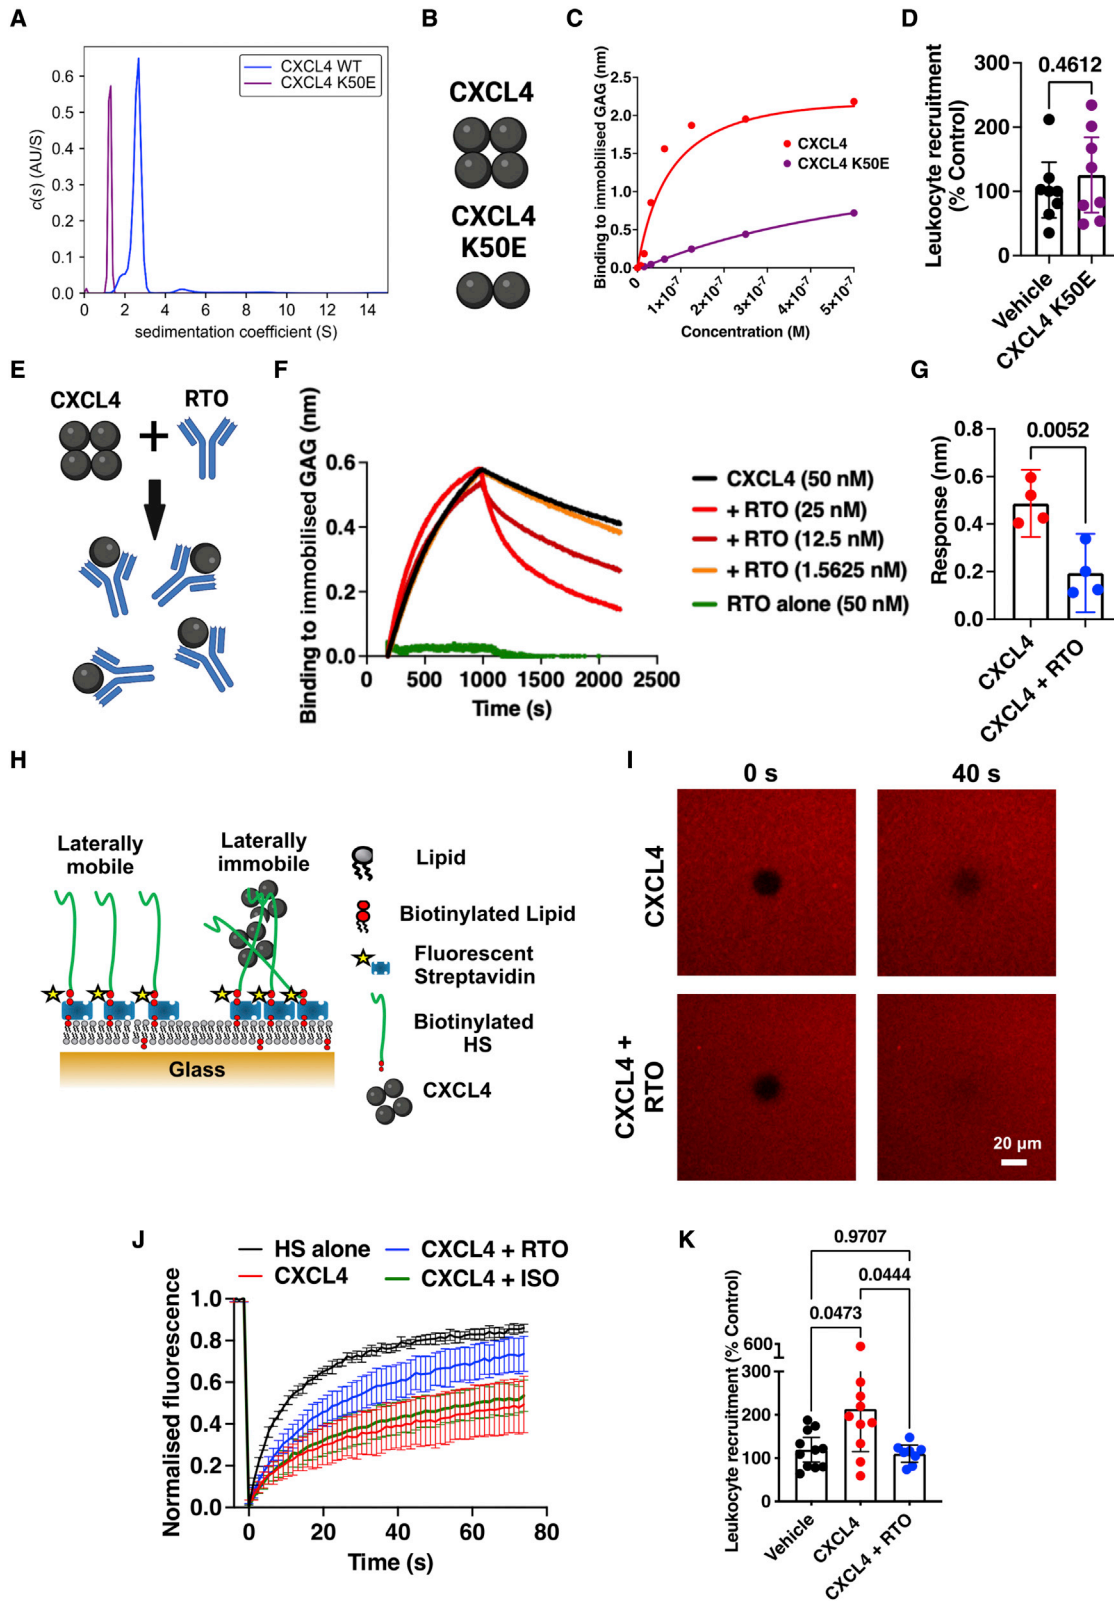 A
CXCL4 WT
CXCL4 K50E
c(s) (AU/S)
0.6
0.5
0.4
0.3
0.2
0.1
0.0
0 2 4 6 8 10 12 14
sedimentation coefficient (S)
B
CXCL4
CXCL4
K50E
C
Binding to immobilised GAG (nm)
2.5
2.0
1.5
1.0
0.5
0.0
CXCL4
CXCL4 K50E
0 1×10⁻⁷ 2×10⁻⁷ 3×10⁻⁷ 4×10⁻⁷ 5×10⁻⁷
Concentration (M)
D
Leukocyte recruitment
(% Control)
300
200
100
0
0.4612
Vehicle
CXCL4 K50E
E
CXCL4
RTO
+
F
Binding to immobilised GAG (nm)
0.6
0.4
0.2
0.0
0 500 1000 1500 2000 2500
Time (s)
CXCL4 (50 nM)
+ RTO (25 nM)
+ RTO (12.5 nM)
+ RTO (1.5625 nM)
RTO alone (50 nM)
G
Response (nm)
0.8
0.6
0.4
0.2
0.0
0.0052
CXCL4
CXCL4 + RTO
H
Laterally
mobile
Laterally
immobile
Glass
Lipid
Biotinylated Lipid
Fluorescent
Streptavidin
Biotinylated
HS
CXCL4
I
0 s
40 s
CXCL4
CXCL4 +
RTO
20 µm
J
HS alone
CXCL4 + RTO
CXCL4
CXCL4 + ISO
Normalised fluorescence
1.0
0.8
0.6
0.4
0.2
0.0
0 20 40 60 80
Time (s)
K
Leukocyte recruitment (% Control)
600
300
200
100
0
0.9707
0.0444
0.0473
Vehicle
CXCL4
CXCL4 + RTO